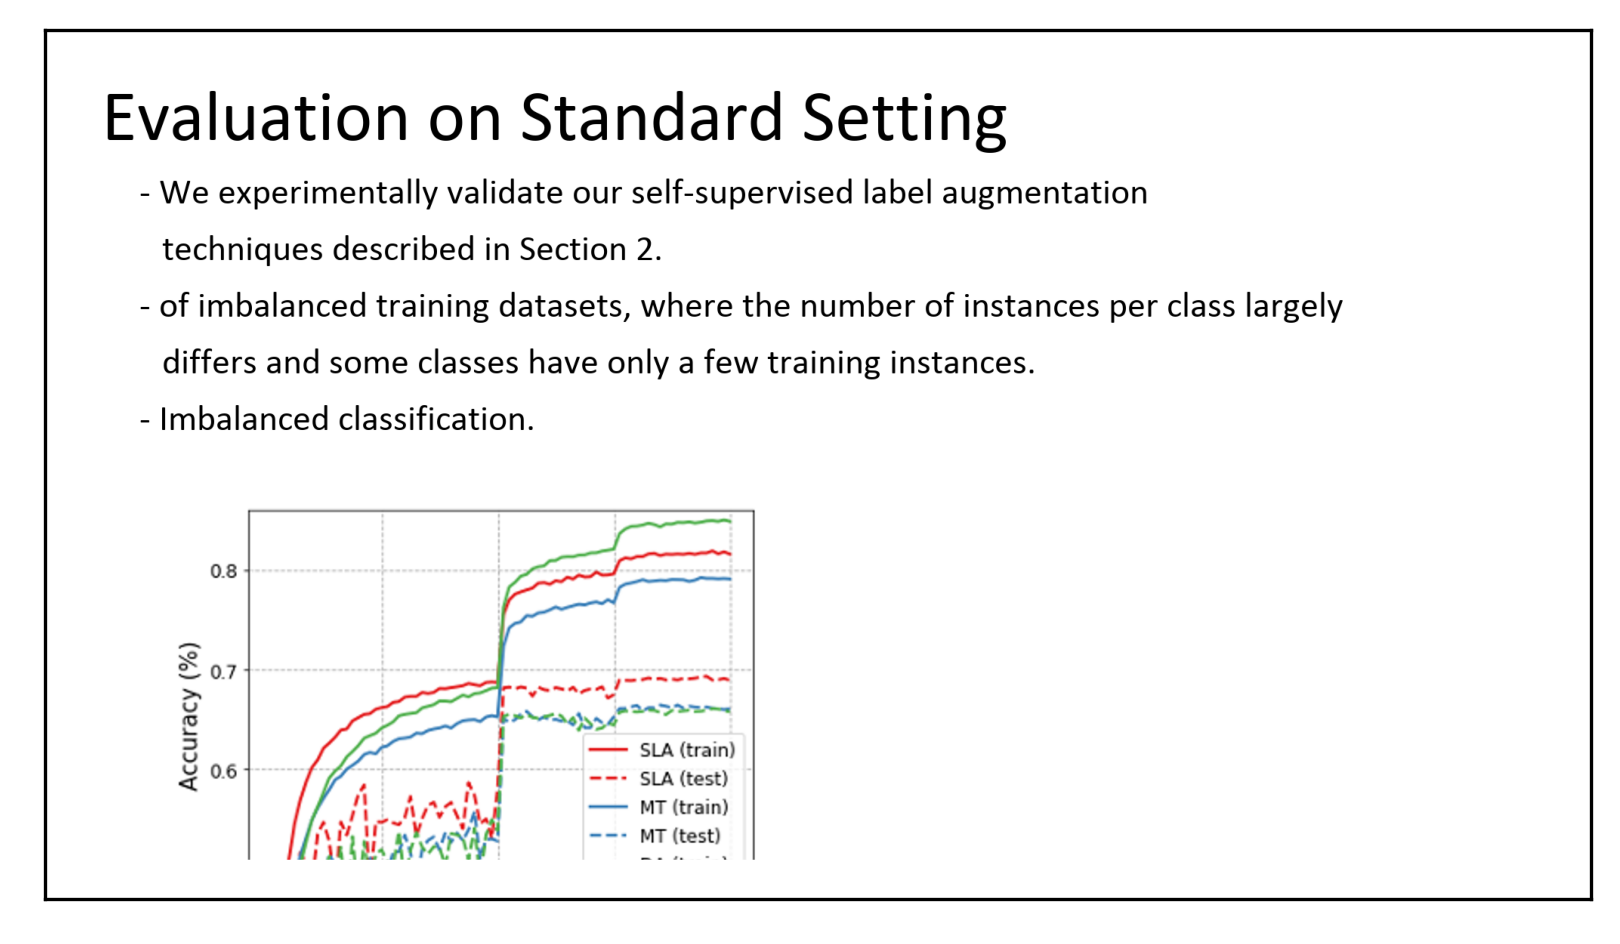 Evaluation on Standard Setting
- We experimentally validate our self-supervised label augmentation
techniques described in Section 2.
- of imbalanced training datasets, where the number of instances per class largely
differs and some classes have only a few training instances.
- Imbalanced classification.
0.8
0.7
0.6
Accuracy (%)
SLA (train)
SLA (test)
MT (train)
MT (test)